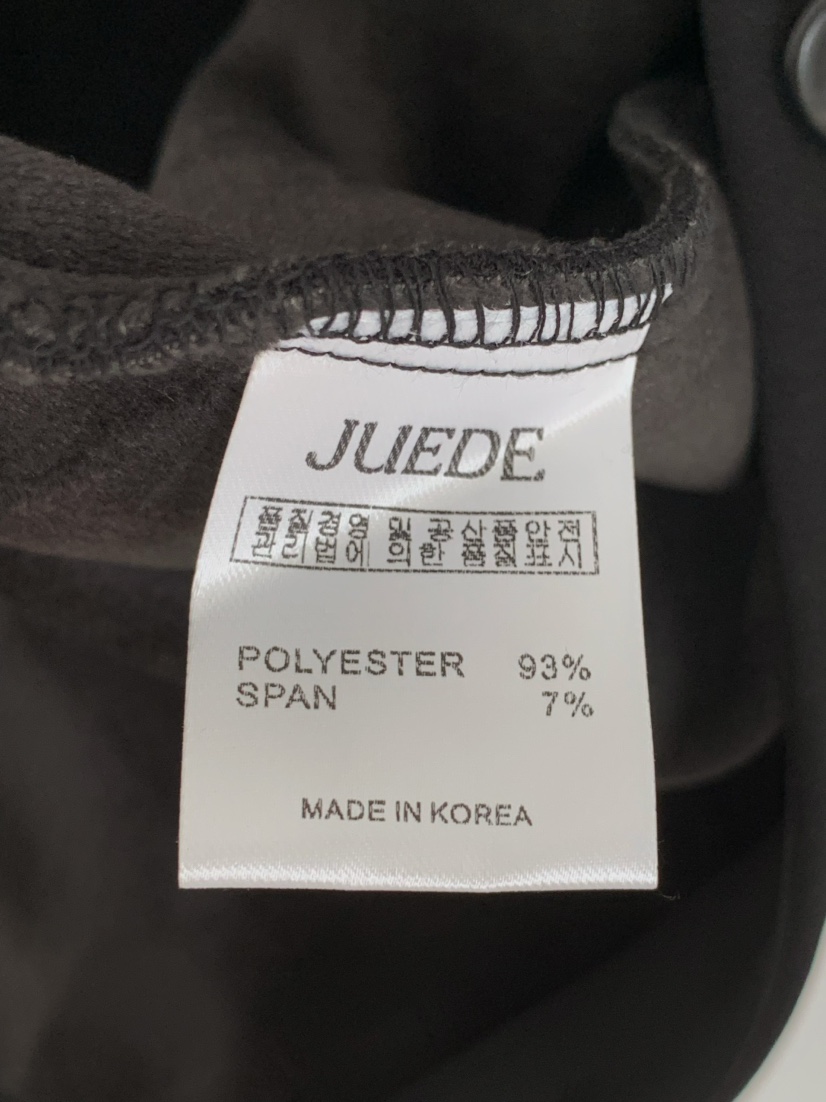 JUEDE
품질경영 및 공산품안전
관리법에 의한 품질표시
POLYESTER 93%
SPAN 7%
MADE IN KOREA